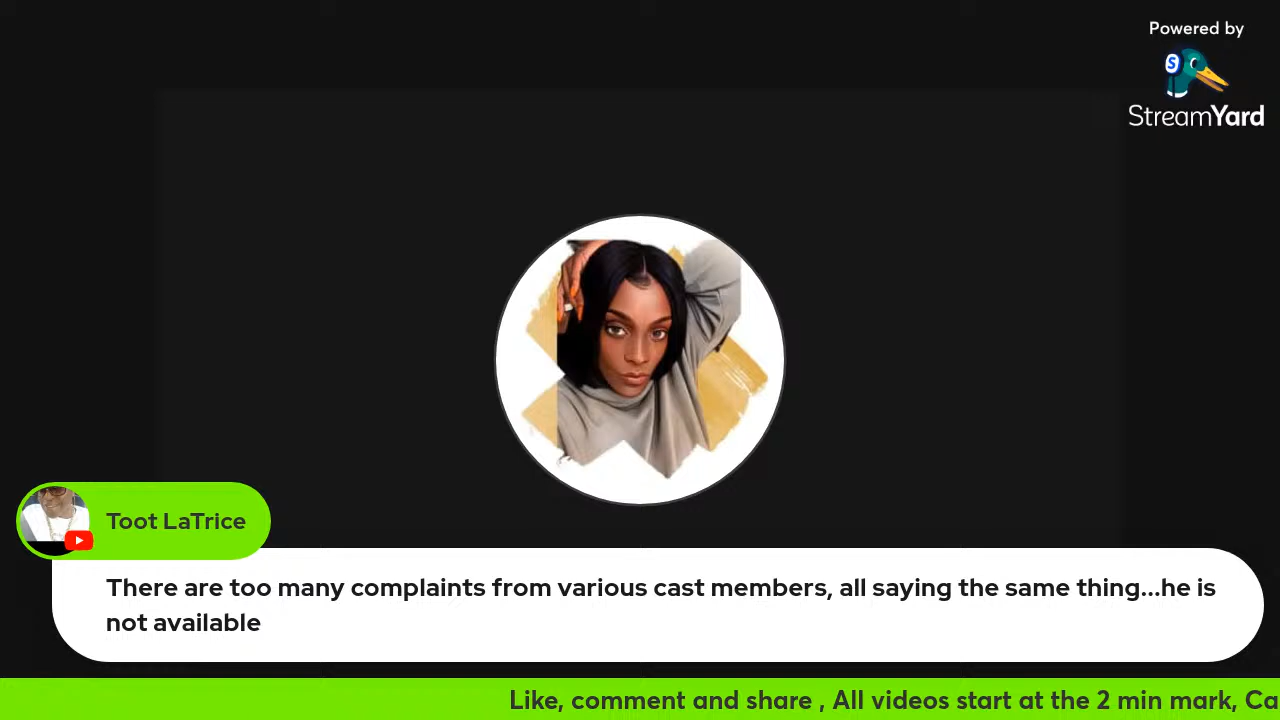 Powered by
S
StreamYard
Toot LaTrice
There are too many complaints from various cast members, all saying the same thing...he is
not available
Like, comment and share , All videos start at the 2 min mark, Ca